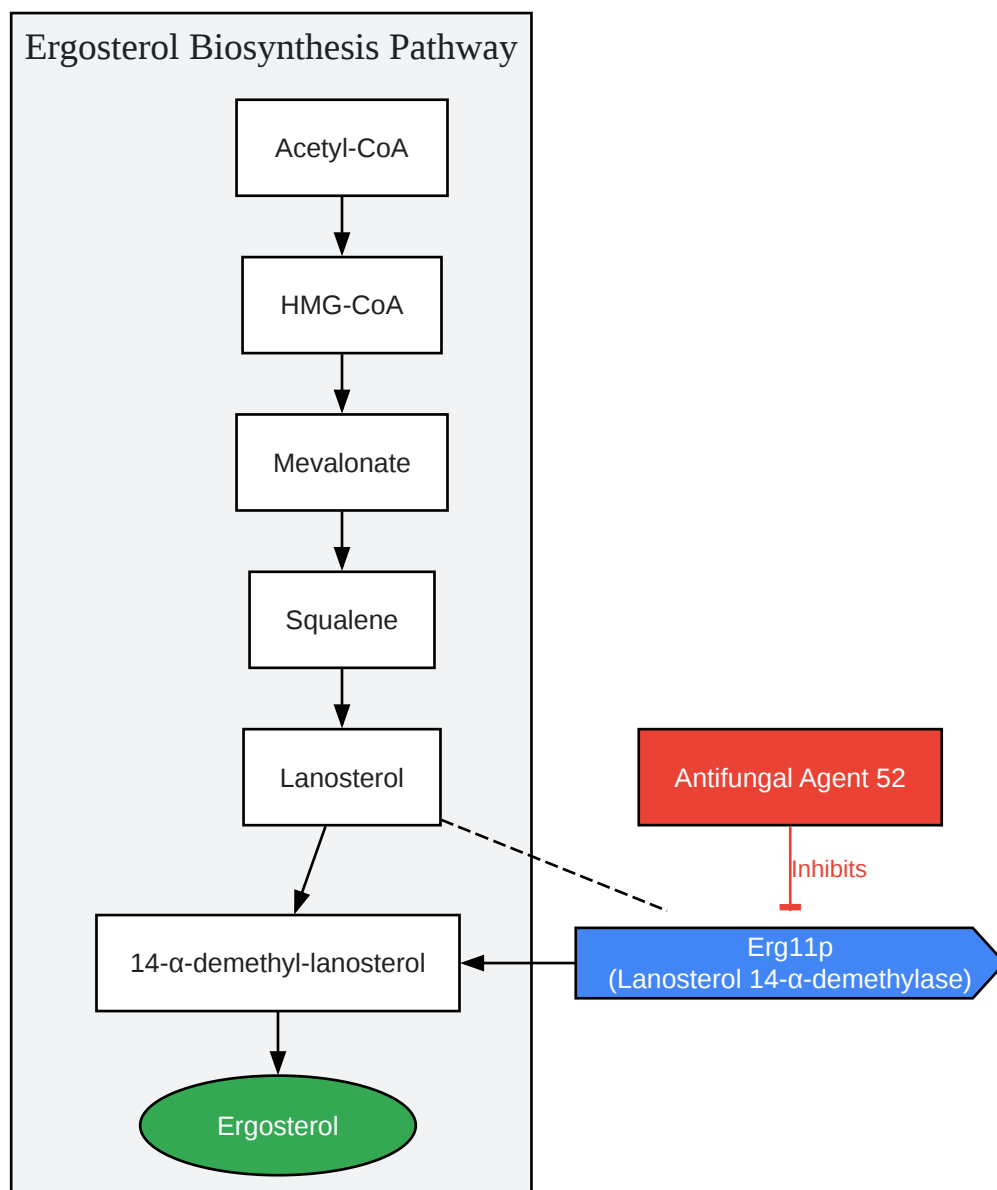 Ergosterol Biosynthesis Pathway
Acetyl-CoA
HMG-CoA
Mevalonate
Squalene
Lanosterol
Antifungal Agent 52
Inhibits
14-α-demethyl-lanosterol
Erg11p
(Lanosterol 14-α-demethylase)
Ergosterol